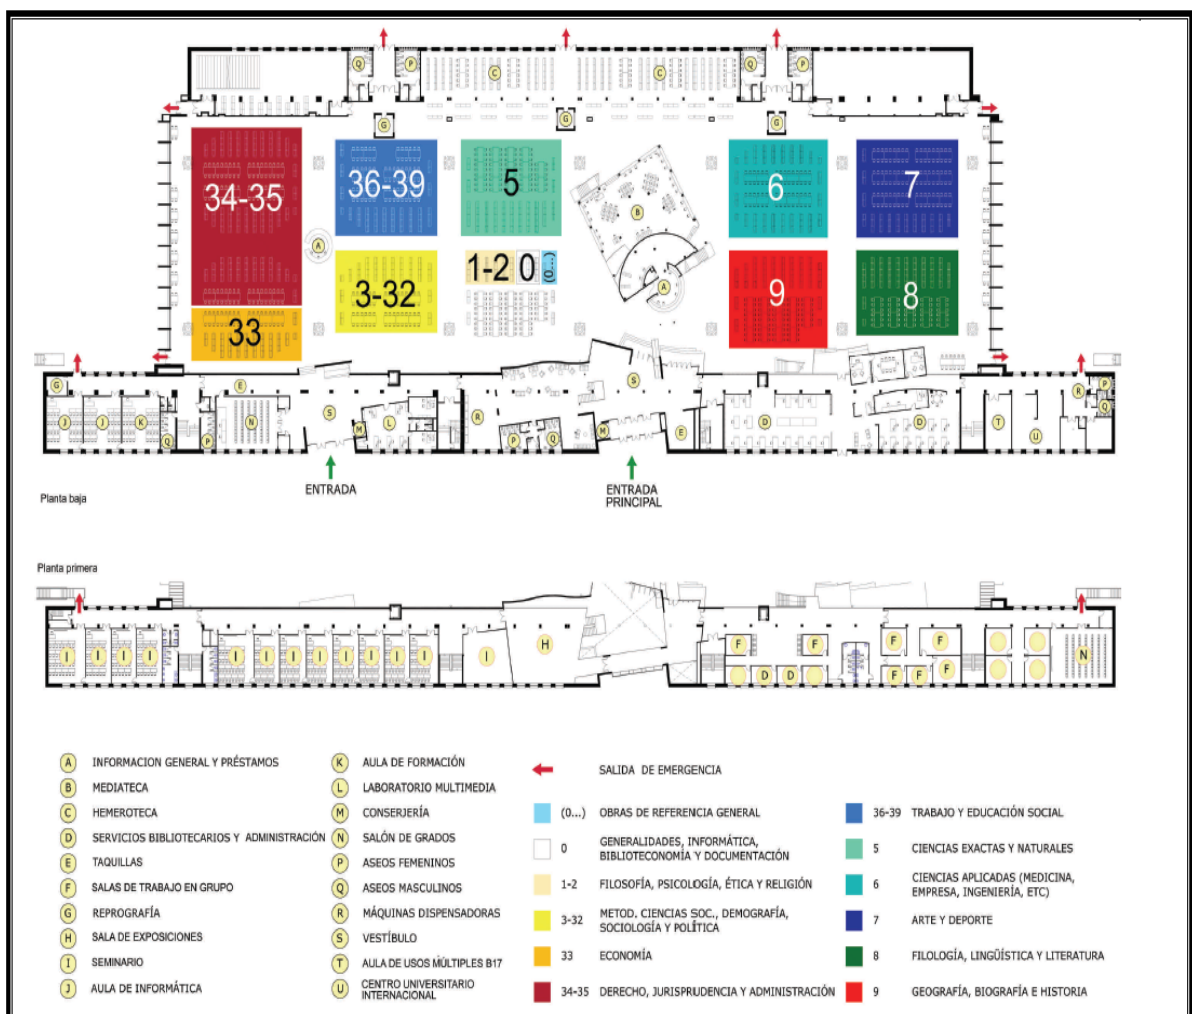 Q
P
C
C
Q
P
G
G
G
34-35
36-39
5
6
7
B
A
1-2
0
(0...)
A
3-32
9
8
33
G
E
S
R
P
J
J
K
N
S
M
L
R
M
E
D
D
T
U
Q
Q
P
P
Q
ENTRADA
ENTRADA
PRINCIPAL
Planta baja
Planta primera
I
I
I
I
I
I
I
I
I
I
I
I
I
H
F
F
F
F
N
D
D
F
F
F
A INFORMACION GENERAL Y PRÉSTAMOS
B MEDIATECA
C HEMEROTECA
D SERVICIOS BIBLIOTECARIOS Y ADMINISTRACIÓN
E TAQUILLAS
F SALAS DE TRABAJO EN GRUPO
G REPROGRAFÍA
H SALA DE EXPOSICIONES
I SEMINARIO
J AULA DE INFORMÁTICA
K AULA DE FORMACIÓN
L LABORATORIO MULTIMEDIA
M CONSERJERÍA
N SALÓN DE GRADOS
P ASEOS FEMENINOS
Q ASEOS MASCULINOS
R MÁQUINAS DISPENSADORAS
S VESTÍBULO
T AULA DE USOS MÚLTIPLES B17
U CENTRO UNIVERSITARIO
INTERNACIONAL
SALIDA DE EMERGENCIA
(0...) OBRAS DE REFERENCIA GENERAL
0 GENERALIDADES, INFORMÁTICA,
BIBLIOTECONOMÍA Y DOCUMENTACIÓN
1-2 FILOSOFÍA, PSICOLOGÍA, ÉTICA Y RELIGIÓN
3-32 METOD. CIENCIAS SOC., DEMOGRAFÍA,
SOCIOLOGÍA Y POLÍTICA
33 ECONOMÍA
34-35 DERECHO, JURISPRUDENCIA Y ADMINISTRACIÓN
36-39 TRABAJO Y EDUCACIÓN SOCIAL
5 CIENCIAS EXACTAS Y NATURALES
6 CIENCIAS APLICADAS (MEDICINA,
EMPRESA, INGENIERÍA, ETC)
7 ARTE Y DEPORTE
8 FILOLOGÍA, LINGÜÍSTICA Y LITERATURA
9 GEOGRAFÍA, BIOGRAFÍA E HISTORIA